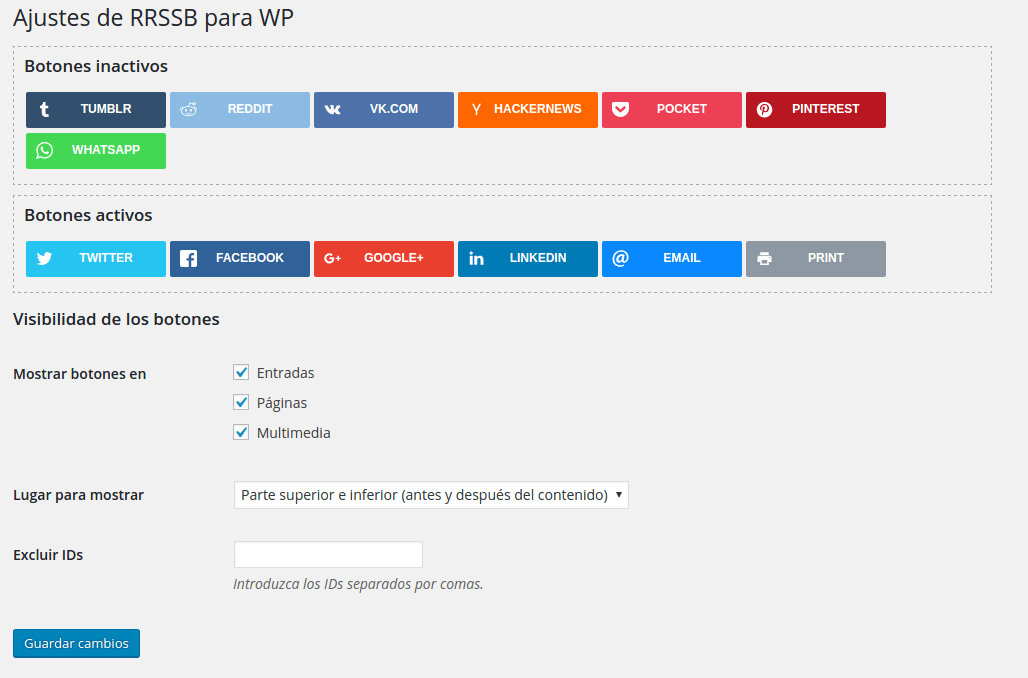 Ajustes de RRSSB para WP
Botones inactivos
TUMBLR REDDIT VK.COM HACKERNEWS POCKET PINTEREST
WHATSAPP
Botones activos
TWITTER FACEBOOK GOOGLE+ LINKEDIN EMAIL PRINT
Visibilidad de los botones
Mostrar botones en Entradas
Páginas
Multimedia
Lugar para mostrar Parte superior e inferior (antes y después del contenido)
Excluir IDs
Introduzca los IDs separados por comas.
Guardar cambios